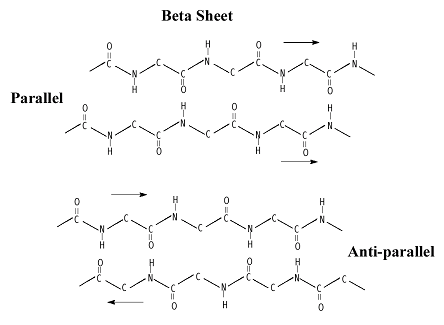 Beta Sheet
O H O H
C C N C C N
N C C N C
H O H O
Parallel
O H O H
C C N C C N
N C C N C
H O H O
O H O H
C C N C C N
N C C N C
H O H O
Anti-parallel
O H O O H
C N C C N C
C C N C C
O H O